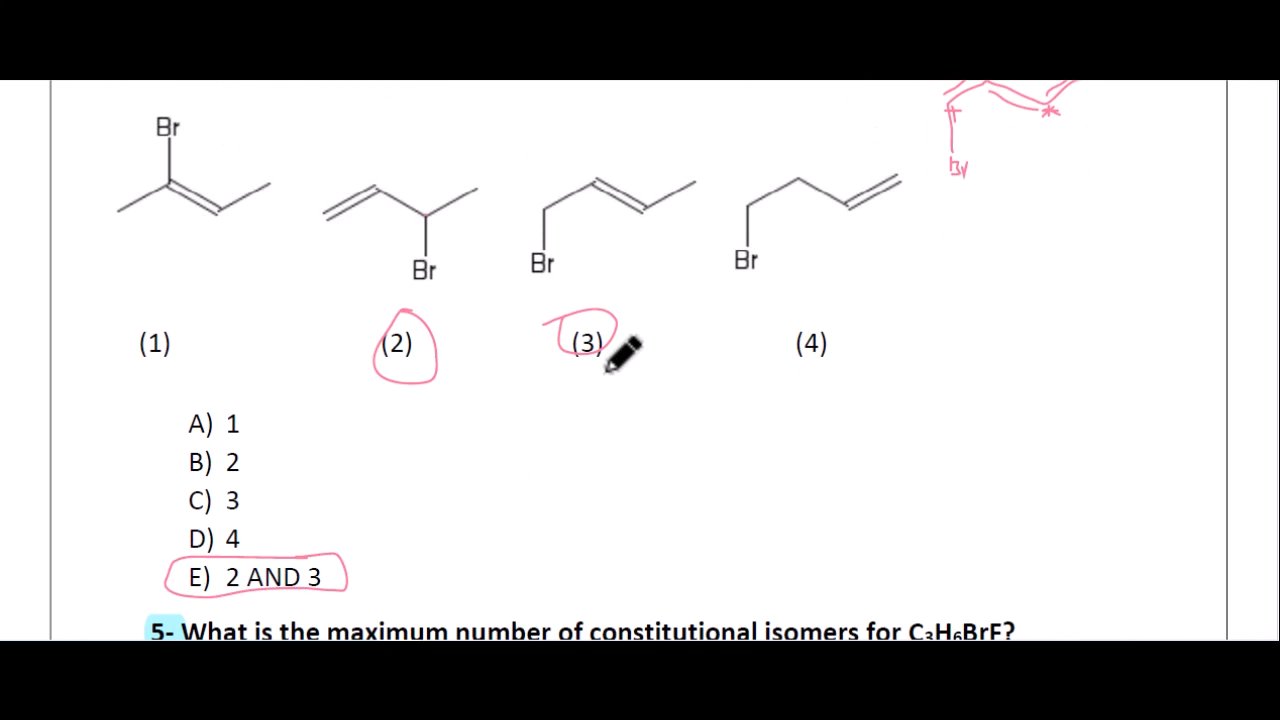 Br
Br
Br
Br
Br
(1) (2) (3) (4)
A) 1
B) 2
C) 3
D) 4
E) 2 AND 3
5- What is the maximum number of constitutional isomers for C₃H₆BrF?